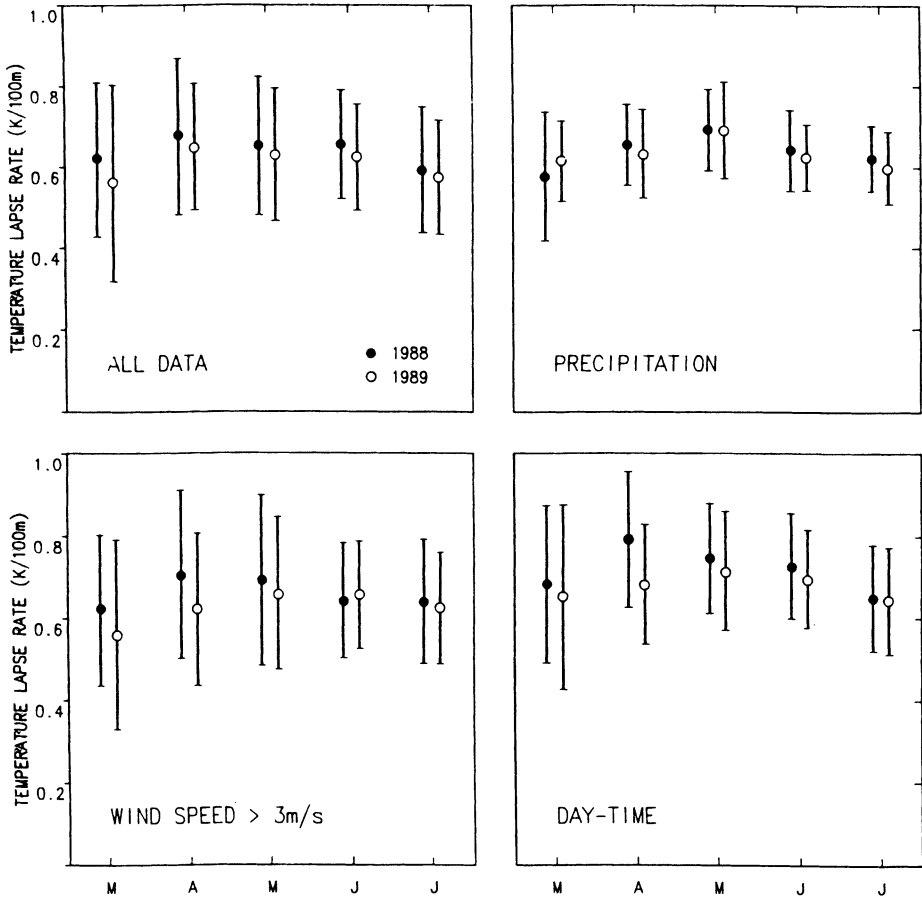 TEMPERATURE LAPSE RATE (K/100m)
1.0
0.8
0.6
0.4
0.2
ALL DATA
● 1988
○ 1989
PRECIPITATION
TEMPERATURE LAPSE RATE (K/100m)
1.0
0.8
0.6
0.4
0.2
WIND SPEED > 3m/s
DAY-TIME
M A M J J
M A M J J